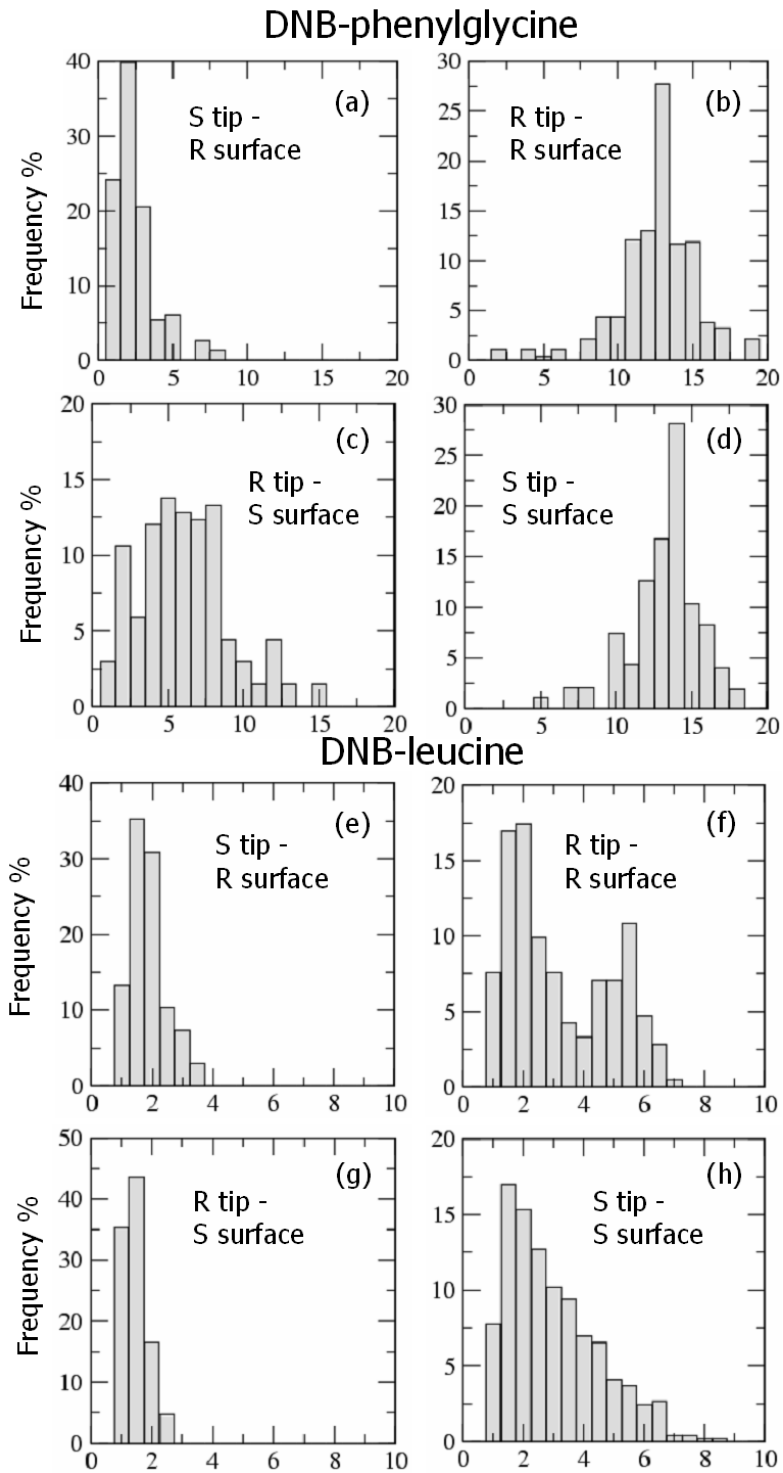 DNB-phenylglycine
(a)
S tip -
R surface
Frequency %
40
30
20
10
0
0 5 10 15 20
(b)
R tip -
R surface
30
25
20
15
10
5
0
0 5 10 15 20
(c)
R tip -
S surface
Frequency %
20
15
10
5
0
0 5 10 15 20
(d)
S tip -
S surface
30
25
20
15
10
5
0
0 5 10 15 20
DNB-leucine
(e)
S tip -
R surface
Frequency %
40
30
20
10
0
0 2 4 6 8 10
(f)
R tip -
R surface
20
15
10
5
0
0 2 4 6 8 10
(g)
R tip -
S surface
Frequency %
50
40
30
20
10
0
0 2 4 6 8 10
(h)
S tip -
S surface
20
15
10
5
0
0 2 4 6 8 10